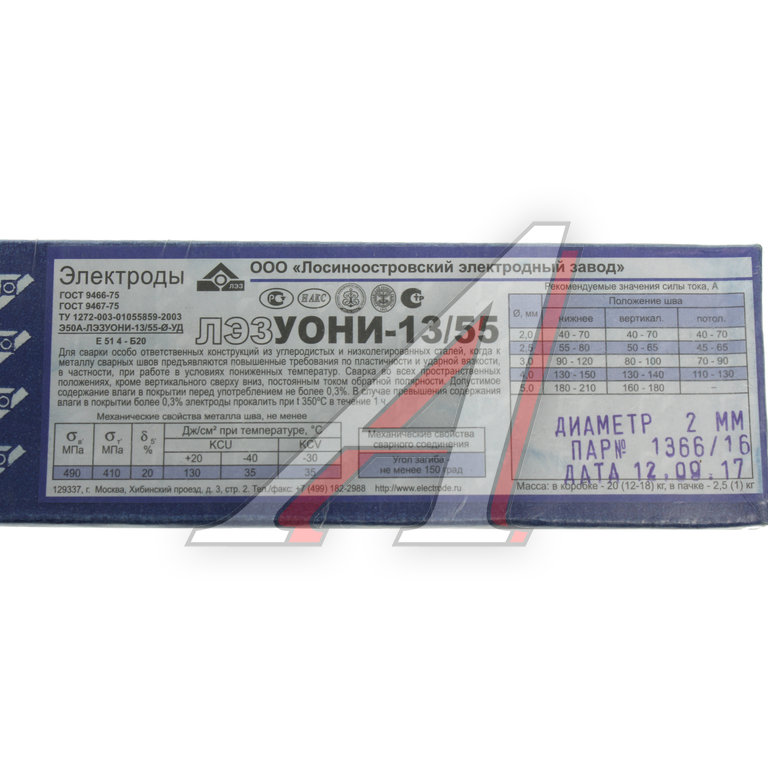 Электроды
ЛЭЗ
ООО «Лосиноостровский электродный завод»
ГОСТ 9466-75
ГОСТ 9467-75
ТУ 1272-003-01055859-2003
Э50А-ЛЭЗУОНИ-13/55-Ø-УД
Е 51 4 - Б20
НАКС
ЛЭЗУОНИ-13/55
Для сварки особо ответственных конструкций из углеродистых и низколегированных сталей, когда к
металлу сварных швов предъявляются повышенные требования по пластичности и ударной вязкости,
в частности, при работе в условиях пониженных температур. Сварка во всех пространственных
положениях, кроме вертикального сверху вниз, постоянным током обратной полярности. Допустимое
содержание влаги в покрытии перед употреблением не более 0,3%. В случае превышения содержания
влаги в покрытии более 0,3% электроды прокалить при t 350°С в течение 1 ч.
Механические свойства металла шва, не менее
σв, МПа σт, МПа δ5, % Дж/см² при температуре, °С Механические свойства сварного соединения
KCU KCV
+20 -40 -30 Угол загиба - не менее 150 град
490 410 20 130 35 35
129337, г. Москва, Хибинский проезд, д. 3, стр. 2. Тел./факс: +7 (499) 182-2988 http://www.electrode.ru
Рекомендуемые значения силы тока, А
Ø, мм Положение шва
нижнее вертикал. потол.
2,0 40 - 70 40 - 70 40 - 70
2,5 55 - 80 50 - 65 45 - 65
3,0 90 - 120 80 - 100 70 - 90
4,0 130 - 150 130 - 140 110 - 130
5,0 180 - 210 160 - 180 –
ДИАМЕТР 2 ММ
ПАР№ 1366/16
ДАТА 12.09.17
Масса: в коробке - 20 (12-18) кг, в пачке - 2,5 (1) кг